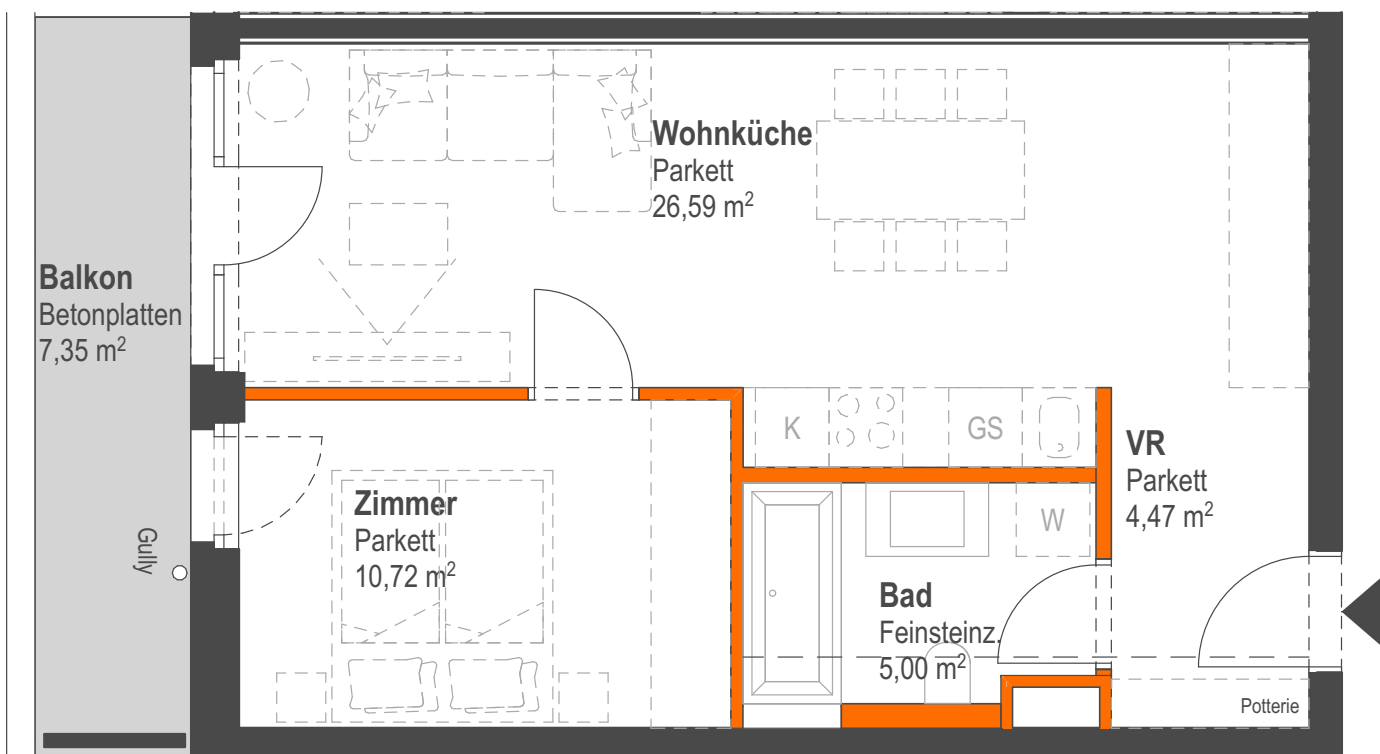 Wohnküche
Parkett
26,59 m²
Balkon
Betonplatten
7,35 m²
K
GS
VR
Parkett
4,47 m²
Zimmer
Parkett
10,72 m²
W
Gully
Bad
Feinsteinz.
5,00 m²
Potterie